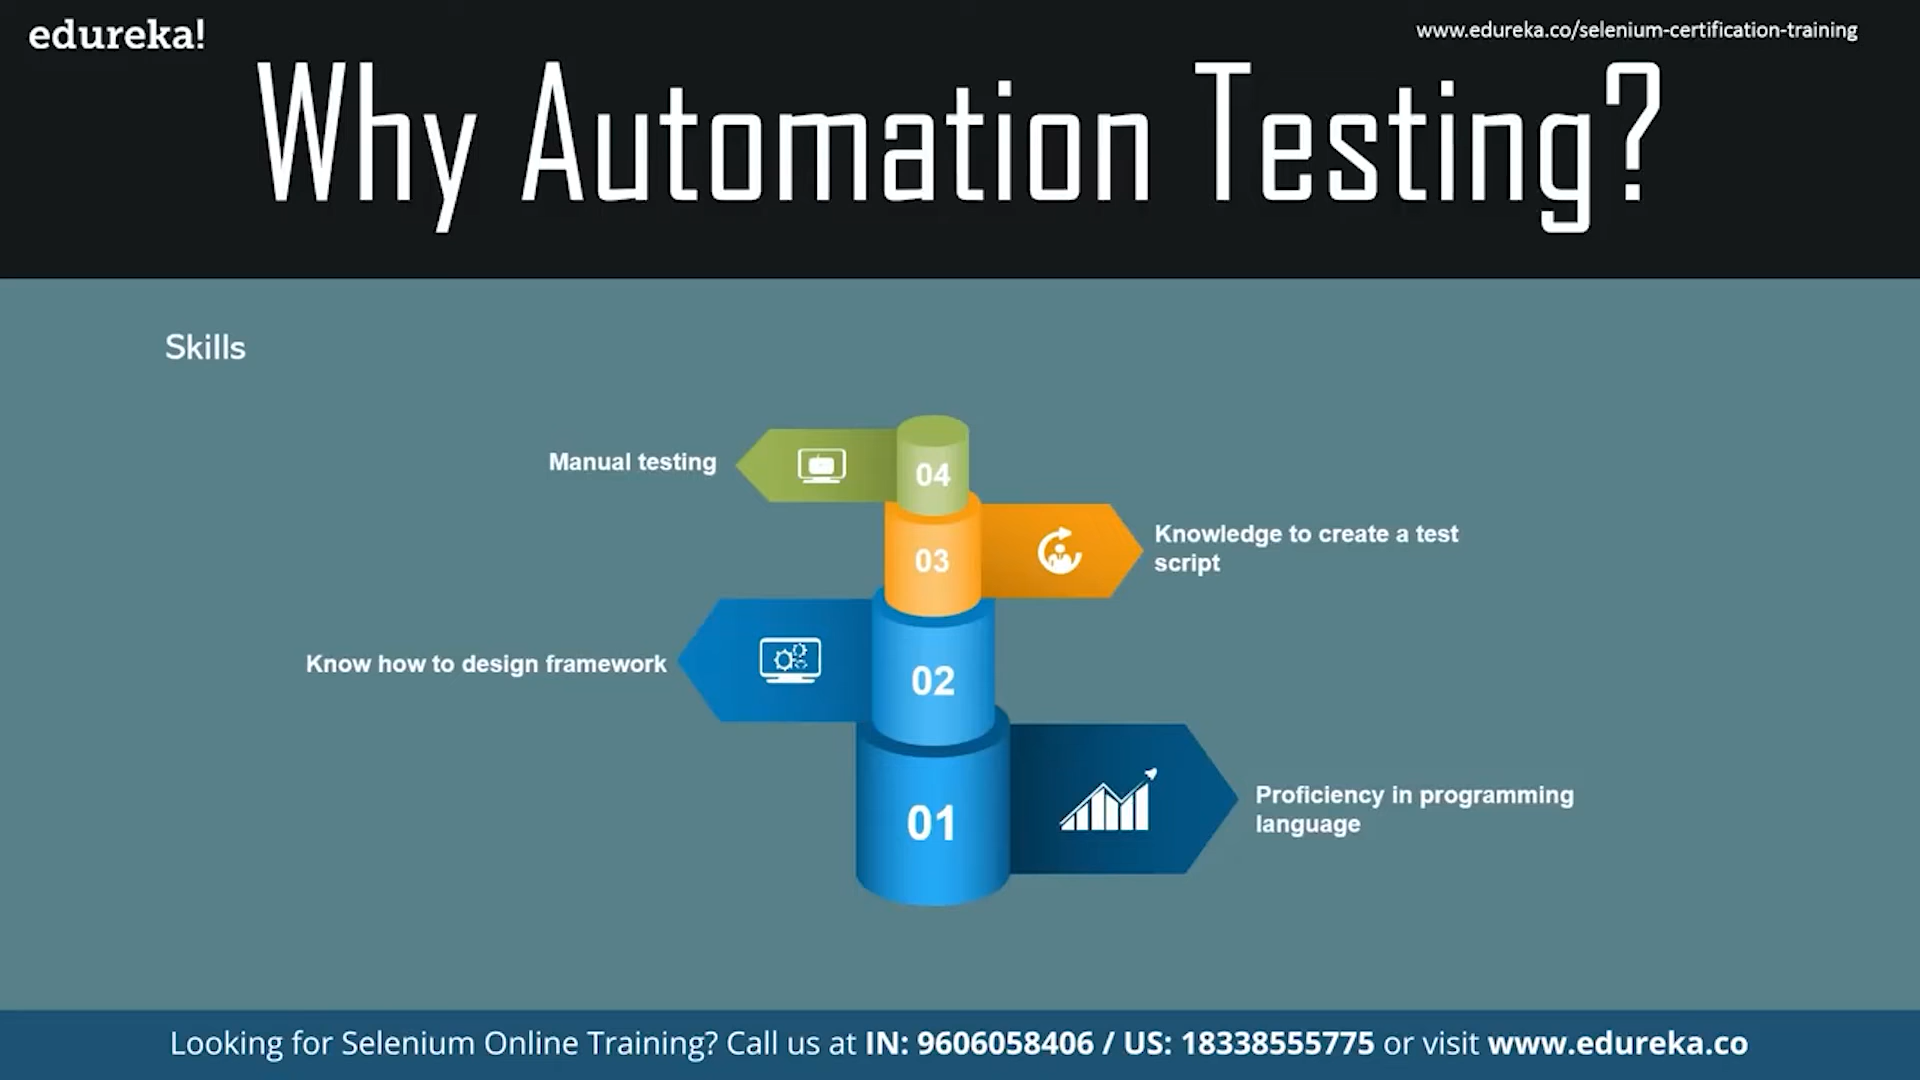 edureka!
www.edureka.co/selenium-certification-training
Why Automation Testing?
Skills
Manual testing
04
03
Knowledge to create a test
script
Know how to design framework
02
01
Proficiency in programming
language
Looking for Selenium Online Training? Call us at IN: 9606058406 / US: 18338555775 or visit www.edureka.co